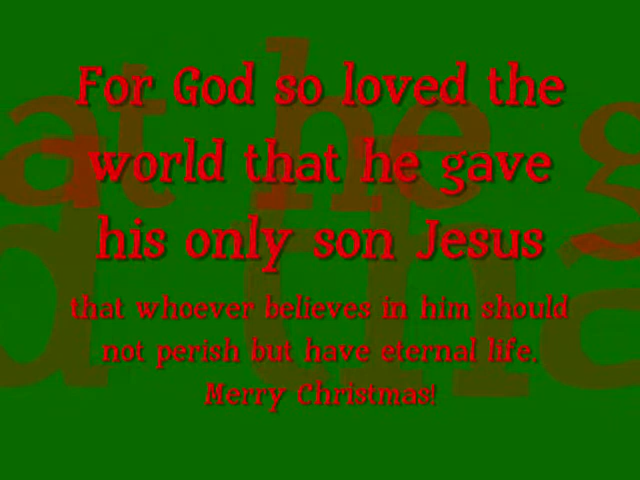 For God so loved the
world that he gave
his only son Jesus
that whoever believes in him should
not perish but have eternal life.
Merry Christmas!